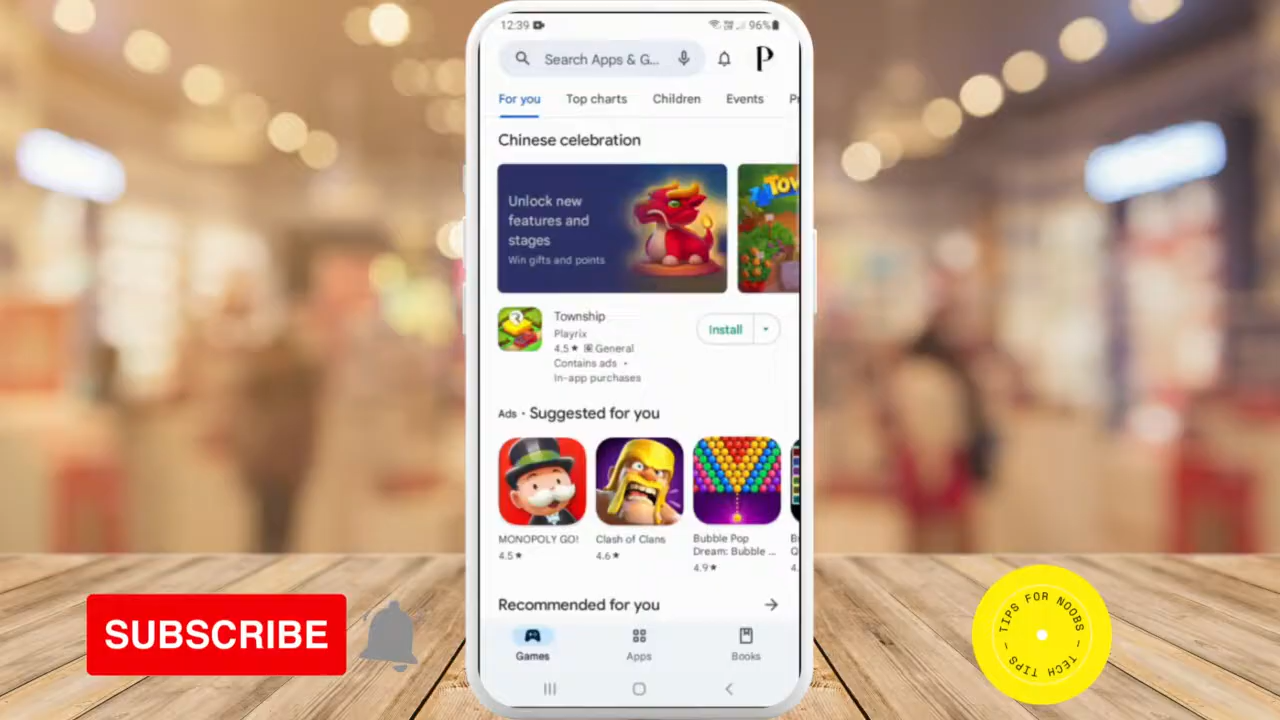 12:39
96%
Search Apps & G...
P
For you
Top charts
Children
Events
Chinese celebration
Unlock new
features and
stages
Win gifts and points
Township
Playrix
4.5★ General
Contains ads •
In-app purchases
Install
Ads · Suggested for you
MONOPOLY GO!
4.5★
Clash of Clans
4.6★
Bubble Pop
Dream: Bubble ...
4.9★
Recommended for you
Games
Apps
Books
SUBSCRIBE
TIPS FOR NOOBS
TECH TIPS